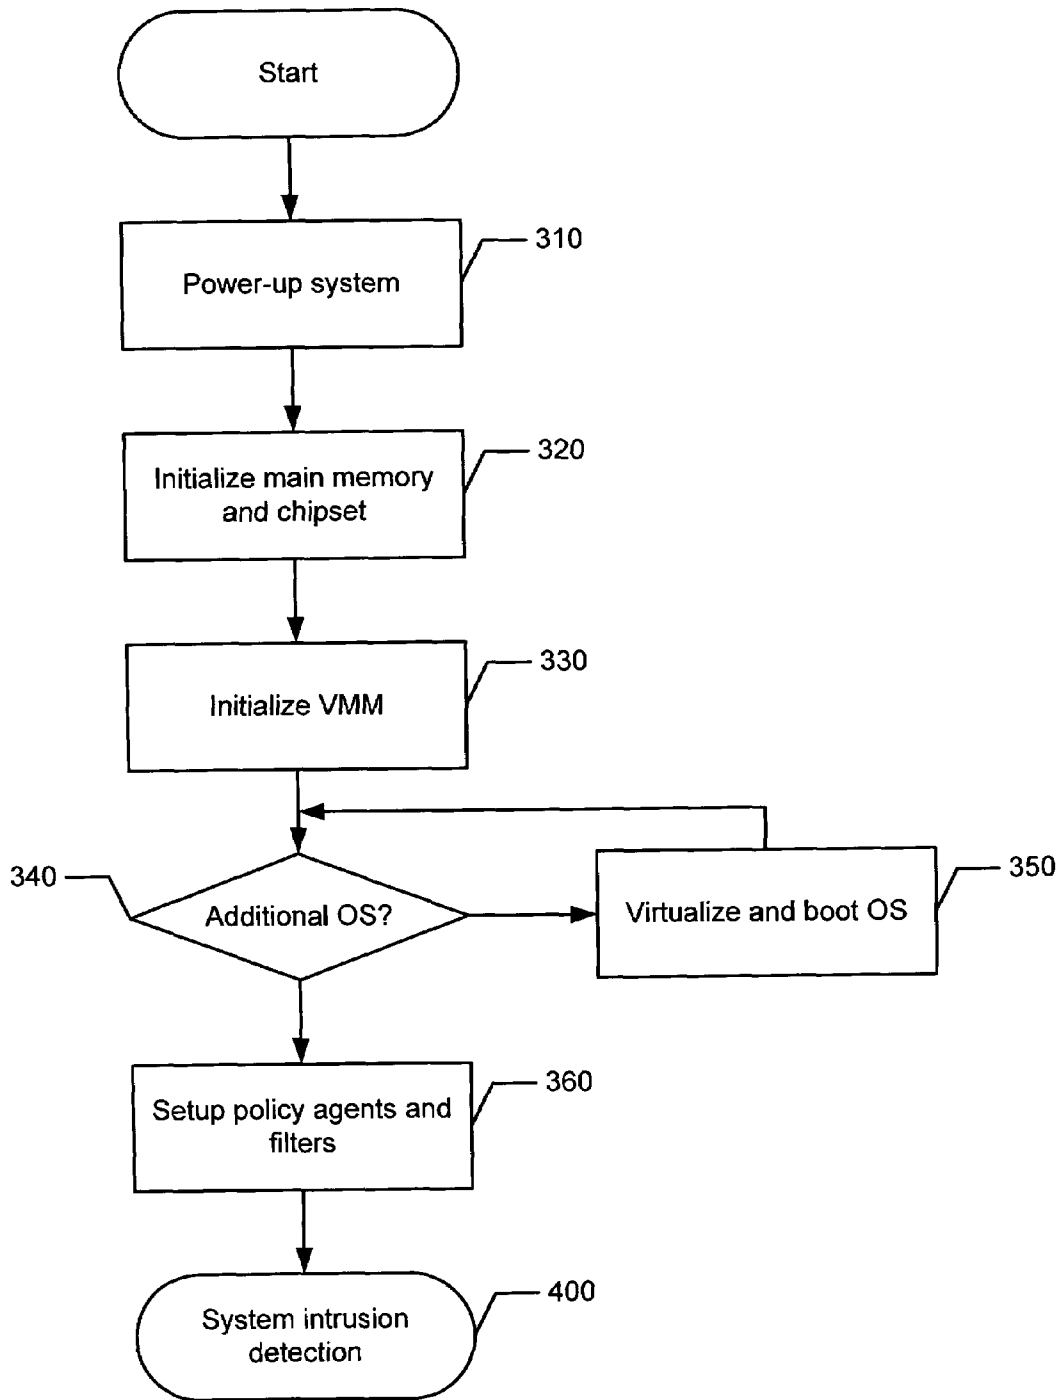 Start
310
Power-up system
320
Initialize main memory
and chipset
330
Initialize VMM
340
Additional OS?
350
Virtualize and boot OS
360
Setup policy agents and
filters
400
System intrusion
detection